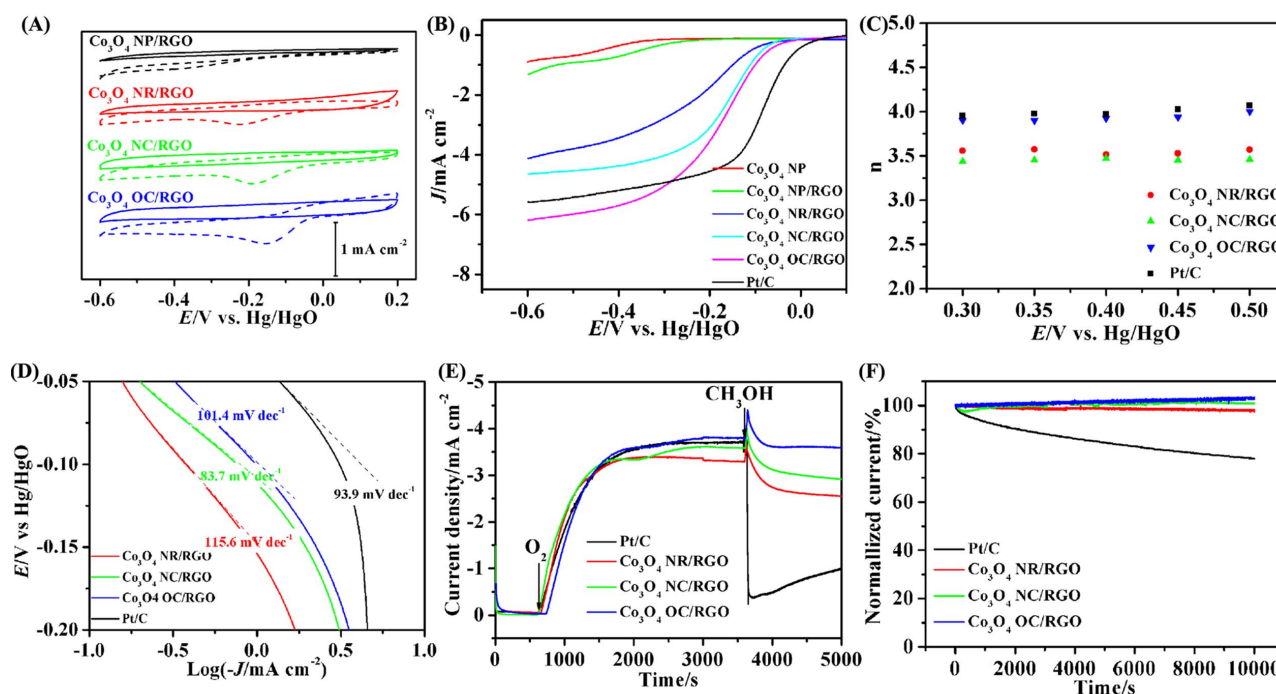 (A)
Co₃O₄ NP/RGO
Co₃O₄ NR/RGO
Co₃O₄ NC/RGO
Co₃O₄ OC/RGO
1 mA cm⁻²
-0.6 -0.4 -0.2 0.0 0.2
E/V vs. Hg/HgO
(B)
J/mA cm⁻²
0
-2
-4
-6
-8
Co₃O₄ NP
Co₃O₄ NP/RGO
Co₃O₄ NR/RGO
Co₃O₄ NC/RGO
Co₃O₄ OC/RGO
Pt/C
-0.6 -0.4 -0.2 0.0
E/V vs. Hg/HgO
(C)
n
5.0
4.5
4.0
3.5
3.0
2.5
2.0
Co₃O₄ NR/RGO
Co₃O₄ NC/RGO
Co₃O₄ OC/RGO
Pt/C
0.30 0.35 0.40 0.45 0.50
E/V vs. Hg/HgO
(D)
E/V vs Hg/HgO
-0.05
-0.10
-0.15
-0.20
101.4 mV dec⁻¹
83.7 mV dec⁻¹
93.9 mV dec⁻¹
115.6 mV dec⁻¹
Co₃O₄ NR/RGO
Co₃O₄ NC/RGO
Co3O4 OC/RGO
Pt/C
-1.0 -0.5 0.0 0.5 1.0
Log(-J/mA cm⁻²)
(E)
Current density/mA cm⁻²
-5
-4
-3
-2
-1
0
CH₃OH
O₂
Pt/C
Co₃O₄ NR/RGO
Co₃O₄ NC/RGO
Co₃O₄ OC/RGO
0 1000 2000 3000 4000 5000
Time/s
(F)
Normallized current/%
120
100
80
60
40
20
0
Pt/C
Co₃O₄ NR/RGO
Co₃O₄ NC/RGO
Co₃O₄ OC/RGO
0 2000 4000 6000 8000 10000
Time/s